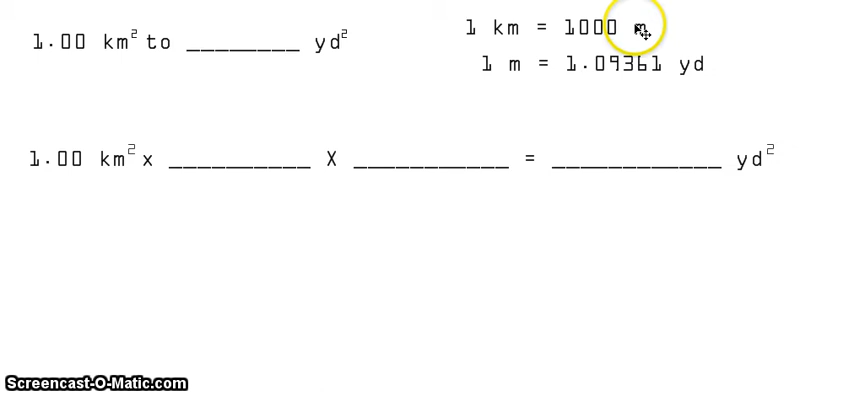 1.00 km² to ________ yd²
1 km = 1000 m
1 m = 1.09361 yd
1.00 km² x __________ X ___________ = ____________ yd²
Screencast-O-Matic.com